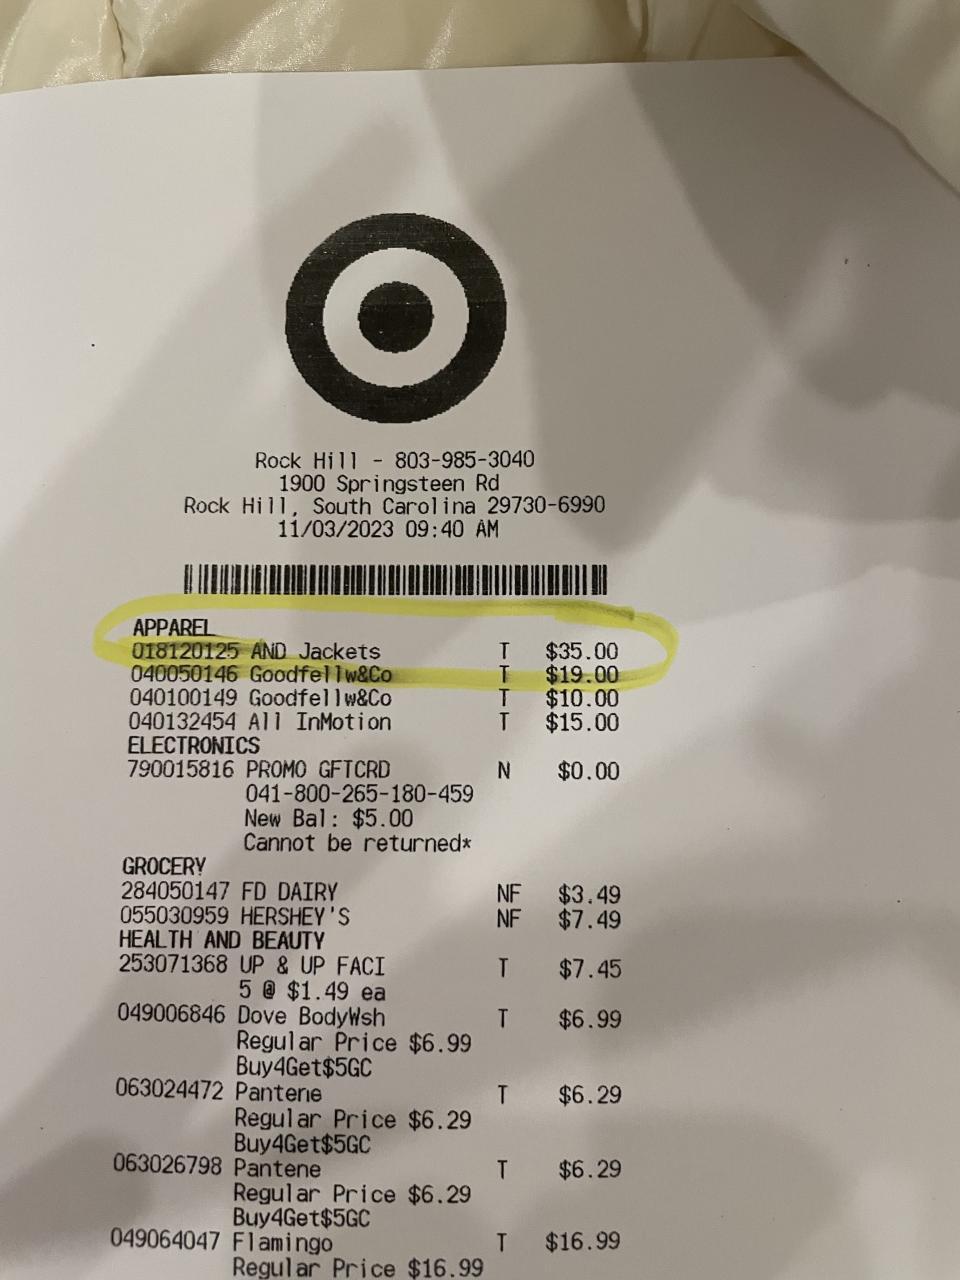 Rock Hill - 803-985-3040
1900 Springsteen Rd
Rock Hill, South Carolina 29730-6990
11/03/2023 09:40 AM
APPAREL
018120125 AND Jackets T $35.00
040050146 Goodfellw&Co T $19.00
040100149 Goodfellw&Co T $10.00
040132454 All InMotion T $15.00
ELECTRONICS
790015816 PROMO GFTCRD N $0.00
041-800-265-180-459
New Bal: $5.00
Cannot be returned*
GROCERY
284050147 FD DAIRY NF $3.49
055030959 HERSHEY'S NF $7.49
HEALTH AND BEAUTY
253071368 UP & UP FACI T $7.45
5 @ $1.49 ea
049006846 Dove BodyWsh T $6.99
Regular Price $6.99
Buy4Get$5GC
063024472 Pantene T $6.29
Regular Price $6.29
Buy4Get$5GC
063026798 Pantene T $6.29
Regular Price $6.29
Buy4Get$5GC
049064047 Flamingo T $16.99
Regular Price $16.99